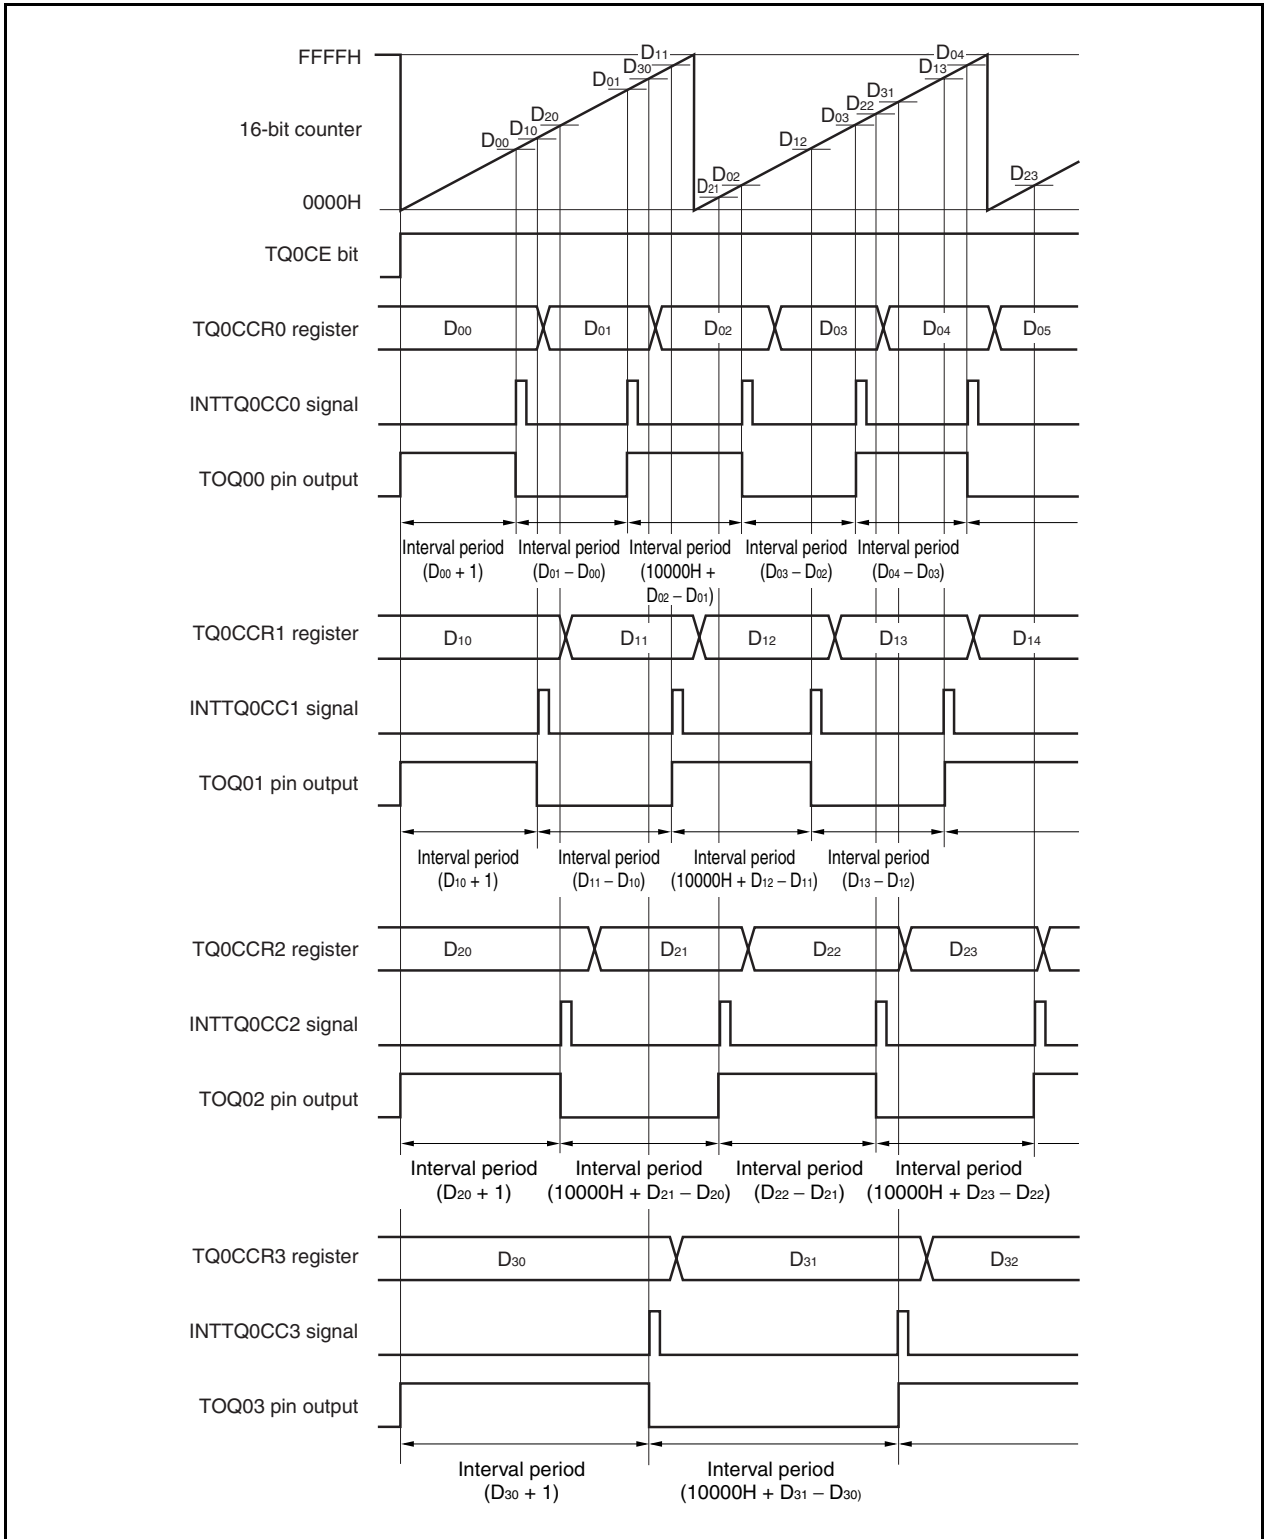 FFFFH
D11
D04
D30
D13
D01
D31
D20
D22
D10
D03
D00
D12
16-bit counter
D02
D23
D21
0000H
TQ0CE bit
TQ0CCR0 register D00 D01 D02 D03 D04 D05
INTTQ0CC0 signal
TOQ00 pin output
Interval period Interval period Interval period Interval period Interval period
(D00 + 1) (D01 – D00) (10000H + (D03 – D02) (D04 – D03)
D02 – D01)
TQ0CCR1 register D10 D11 D12 D13 D14
INTTQ0CC1 signal
TOQ01 pin output
Interval period Interval period Interval period Interval period
(D10 + 1) (D11 – D10) (10000H + D12 – D11) (D13 – D12)
TQ0CCR2 register D20 D21 D22 D23
INTTQ0CC2 signal
TOQ02 pin output
Interval period Interval period Interval period Interval period
(D20 + 1) (10000H + D21 – D20) (D22 – D21) (10000H + D23 – D22)
TQ0CCR3 register D30 D31 D32
INTTQ0CC3 signal
TOQ03 pin output
Interval period Interval period
(D30 + 1) (10000H + D31 – D30)